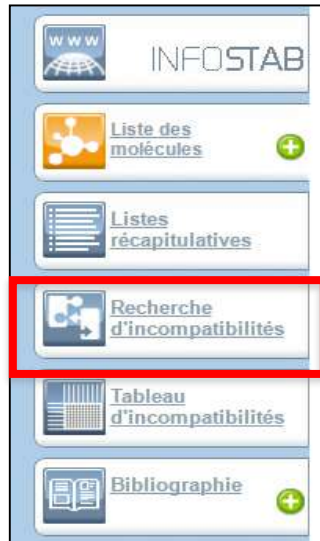 www
INFOSTAB
Liste des
molécules
Listes
récapitulatives
Recherche
d'incompatibilités
Tableau
d'incompatibilités
Bibliographie